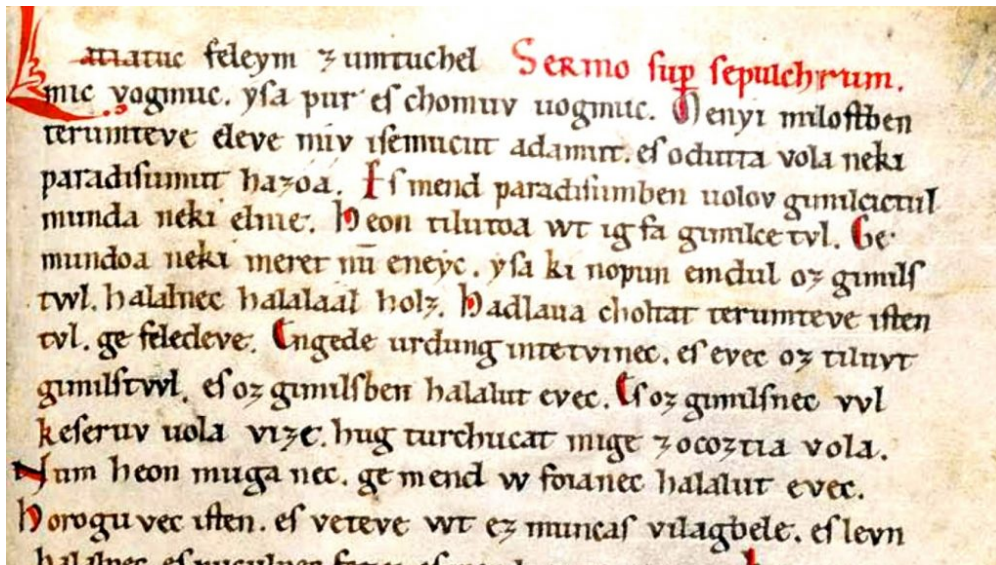 Latiatuc feleym zumtuchel Sermo sup sepulchrum.
mic vogmuc. yſa pur eſ chomuv uogmuc. Menyi miloſtben
terumteve eleve miv iſemucut adamut. eſ odutta vola neki
paradiſumut hazoa. Eſ mend paradiſumben uolov gimilcictul
munda neki elnie. Heon tilutoa wt ig fa gimilce tvl. Ge
mundoa neki meret nū eneyc. yſa ki nopun emdul oz gimilſ
twl. halalnec halalaal holz. Hadlaua choltat terumteve iſten
tvl. ge feledeve. Engede urdung intetvinec. eſ evec oz tiluvt
gimilſtwl. eſ oz gimilſben halalut evec. Eſ oz gimilſnec vvl
keſeruv uola vize. hug turchucat mige zocoztia vola.
Num heon muga nec. ge mend w foianec halalut evec.
Horogu vec iſten. eſ veteve wt ez muncaſ vilagbele. eſ levn